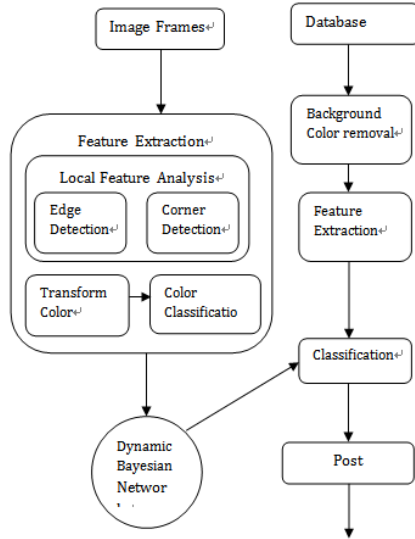 Image Frames
Feature Extraction
Local Feature Analysis
Edge
Detection
Corner
Detection
Transform
Color
Color
Classificatio
Dynamic
Bayesian
Networ
Database
Background
Color removal
Feature
Extraction
Classification
Post